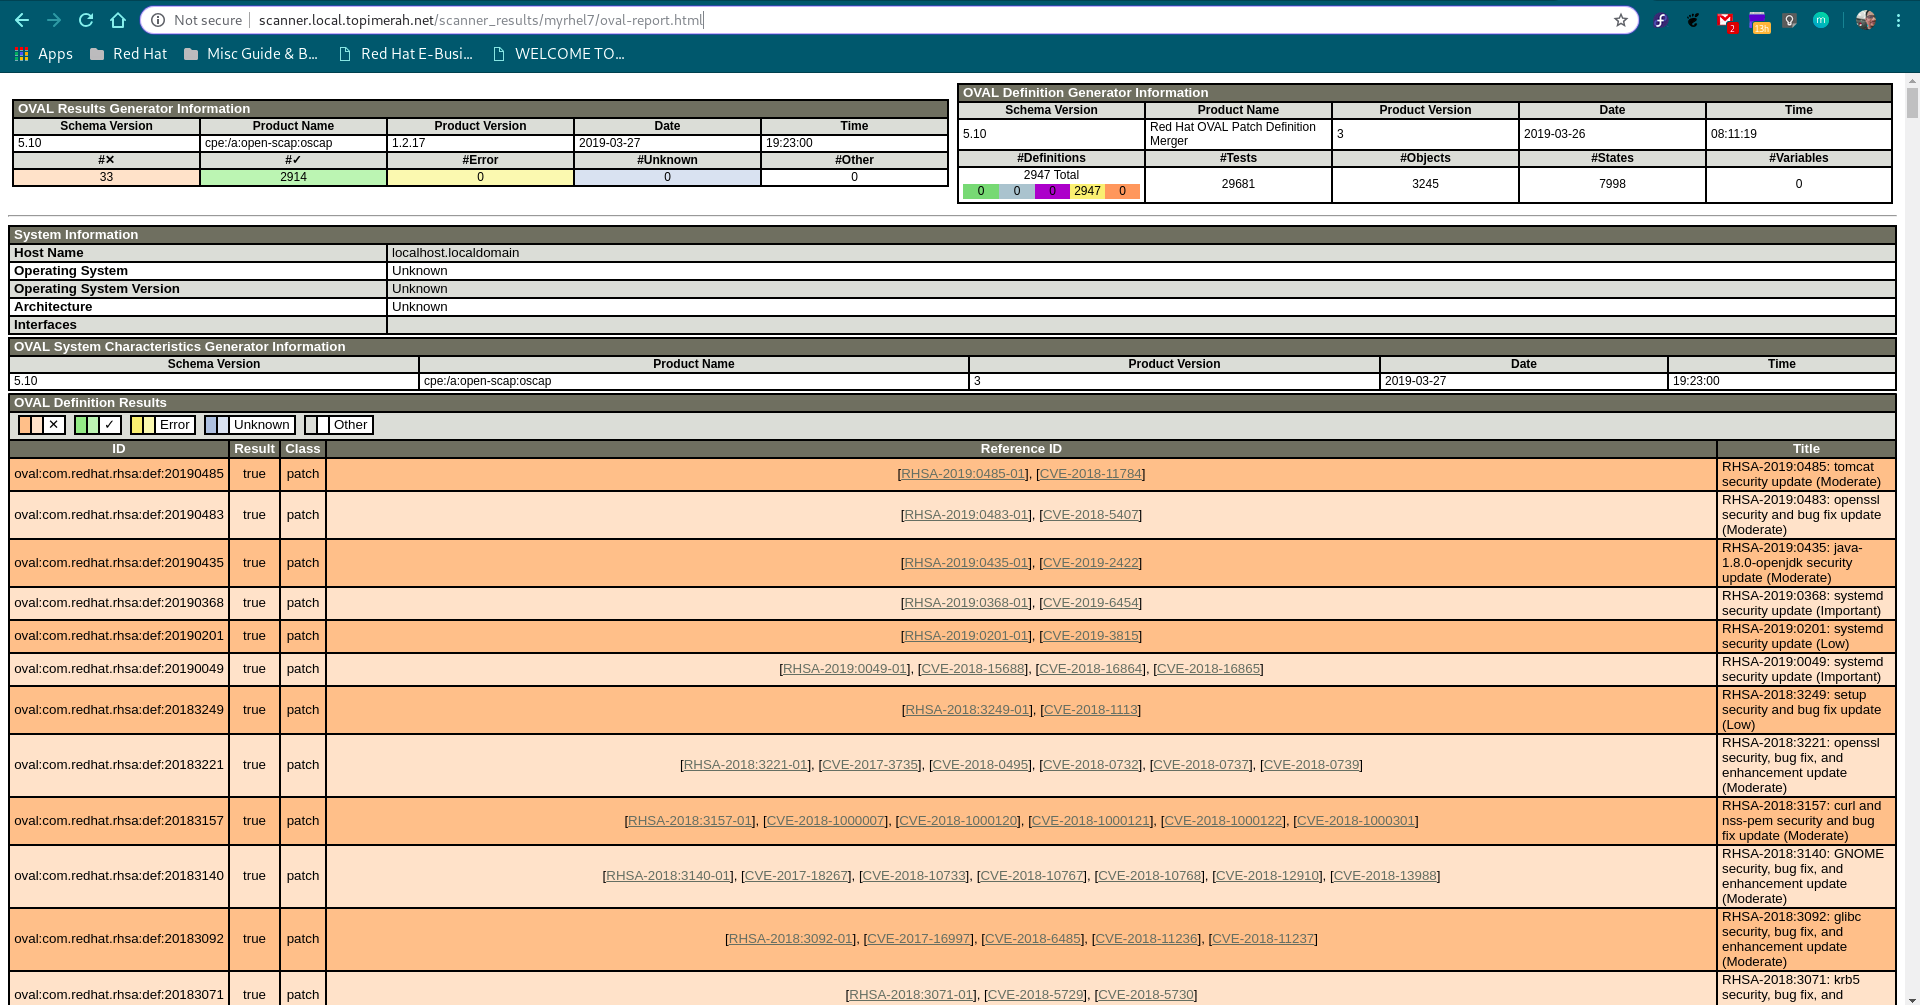 Not secure | scanner.local.topimerah.net/scanner_results/myrhel7/oval-report.html
2
13h
m
Apps Red Hat Misc Guide & B... Red Hat E-Busi... WELCOME TO...
OVAL Results Generator Information
Schema Version Product Name Product Version Date Time
5.10 cpe:/a:open-scap:oscap 1.2.17 2019-03-27 19:23:00
#✕ #✓ #Error #Unknown #Other
33 2914 0 0 0
OVAL Definition Generator Information
Schema Version Product Name Product Version Date Time
5.10 Red Hat OVAL Patch Definition Merger 3 2019-03-26 08:11:19
#Definitions #Tests #Objects #States #Variables
2947 Total 29681 3245 7998 0
0 0 0 2947 0
System Information
Host Name localhost.localdomain
Operating System Unknown
Operating System Version Unknown
Architecture Unknown
Interfaces
OVAL System Characteristics Generator Information
Schema Version Product Name Product Version Date Time
5.10 cpe:/a:open-scap:oscap 3 2019-03-27 19:23:00
OVAL Definition Results
✕ ✓ Error Unknown Other
ID Result Class Reference ID Title
oval:com.redhat.rhsa:def:20190485 true patch [RHSA-2019:0485-01], [CVE-2018-11784] RHSA-2019:0485: tomcat security update (Moderate)
oval:com.redhat.rhsa:def:20190483 true patch [RHSA-2019:0483-01], [CVE-2018-5407] RHSA-2019:0483: openssl security and bug fix update (Moderate)
oval:com.redhat.rhsa:def:20190435 true patch [RHSA-2019:0435-01], [CVE-2019-2422] RHSA-2019:0435: java-1.8.0-openjdk security update (Moderate)
oval:com.redhat.rhsa:def:20190368 true patch [RHSA-2019:0368-01], [CVE-2019-6454] RHSA-2019:0368: systemd security update (Important)
oval:com.redhat.rhsa:def:20190201 true patch [RHSA-2019:0201-01], [CVE-2019-3815] RHSA-2019:0201: systemd security update (Low)
oval:com.redhat.rhsa:def:20190049 true patch [RHSA-2019:0049-01], [CVE-2018-15688], [CVE-2018-16864], [CVE-2018-16865] RHSA-2019:0049: systemd security update (Important)
oval:com.redhat.rhsa:def:20183249 true patch [RHSA-2018:3249-01], [CVE-2018-1113] RHSA-2018:3249: setup security and bug fix update (Low)
oval:com.redhat.rhsa:def:20183221 true patch [RHSA-2018:3221-01], [CVE-2017-3735], [CVE-2018-0495], [CVE-2018-0732], [CVE-2018-0737], [CVE-2018-0739] RHSA-2018:3221: openssl security, bug fix, and enhancement update (Moderate)
oval:com.redhat.rhsa:def:20183157 true patch [RHSA-2018:3157-01], [CVE-2018-1000007], [CVE-2018-1000120], [CVE-2018-1000121], [CVE-2018-1000122], [CVE-2018-1000301] RHSA-2018:3157: curl and nss-pem security and bug fix update (Moderate)
oval:com.redhat.rhsa:def:20183140 true patch [RHSA-2018:3140-01], [CVE-2017-18267], [CVE-2018-10733], [CVE-2018-10767], [CVE-2018-10768], [CVE-2018-12910], [CVE-2018-13988] RHSA-2018:3140: GNOME security, bug fix, and enhancement update (Moderate)
oval:com.redhat.rhsa:def:20183092 true patch [RHSA-2018:3092-01], [CVE-2017-16997], [CVE-2018-6485], [CVE-2018-11236], [CVE-2018-11237] RHSA-2018:3092: glibc security, bug fix, and enhancement update (Moderate)
oval:com.redhat.rhsa:def:20183071 true patch [RHSA-2018:3071-01], [CVE-2018-5729], [CVE-2018-5730] RHSA-2018:3071: krb5 security, bug fix, and